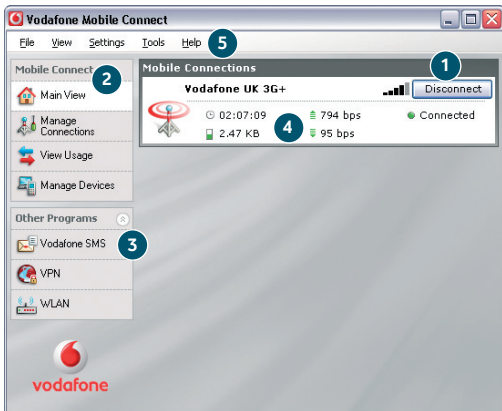 Vodafone Mobile Connect
File View Settings Tools Help 5
Mobile Connect 2
Main View
Manage Connections
View Usage
Manage Devices
Other Programs
Vodafone SMS 3
VPN
WLAN
vodafone
Mobile Connections 1
Vodafone UK 3G+ Disconnect
02:07:09 794 bps Connected
2.47 KB 4 95 bps